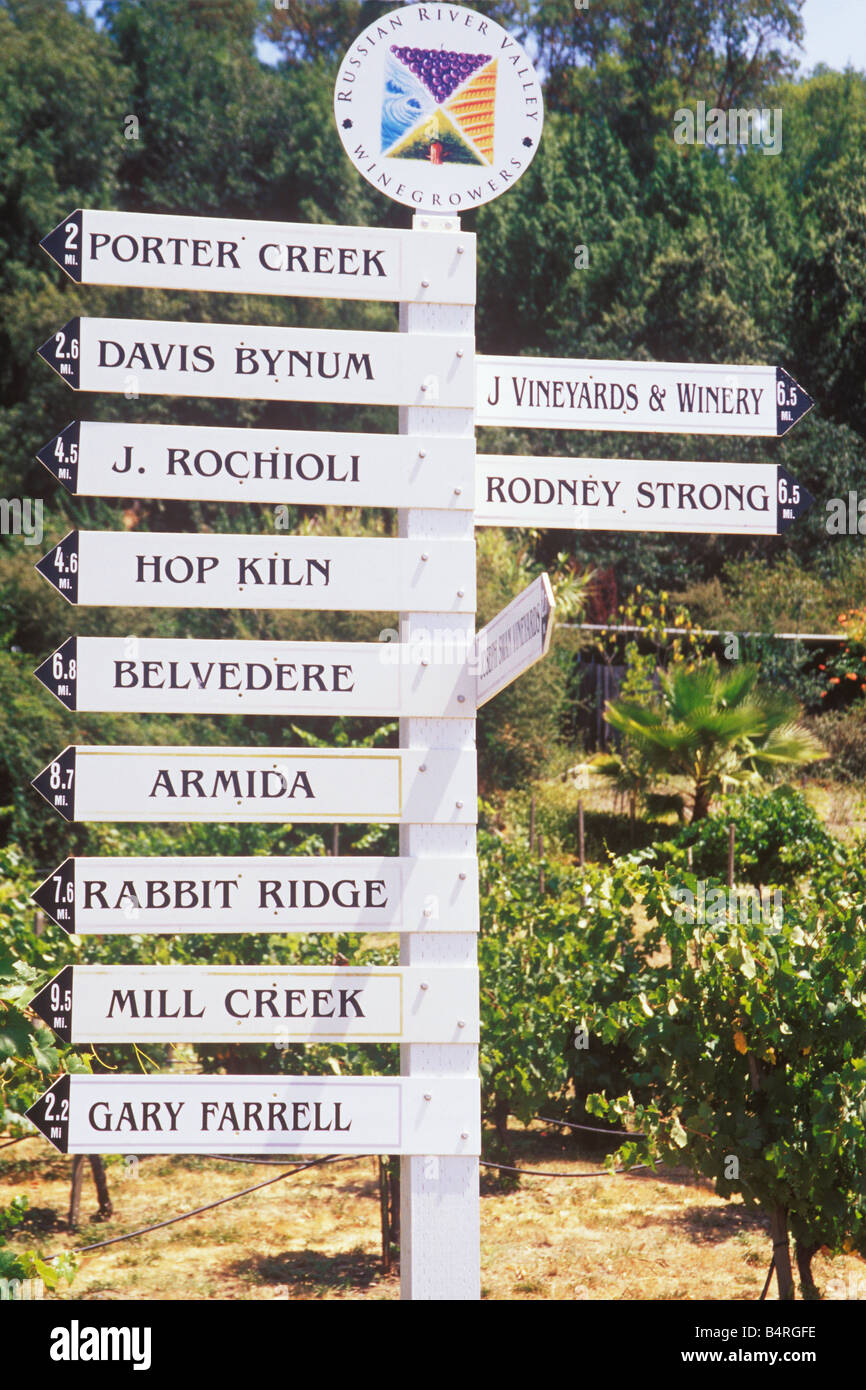 RUSSIAN RIVER VALLEY
WINEGROWERS
2 MI. PORTER CREEK
2.6 MI. DAVIS BYNUM
J VINEYARDS & WINERY 6.5 MI.
4.5 MI. J. ROCHIOLI
RODNEY STRONG 6.5 MI.
4.6 MI. HOP KILN
SWAN VINEYARDS
6.8 MI. BELVEDERE
8.7 MI. ARMIDA
7.6 MI. RABBIT RIDGE
9.5 MI. MILL CREEK
2.2 MI GARY FARRELL
alamy
alamy
B4RGFE
www.alamy.com